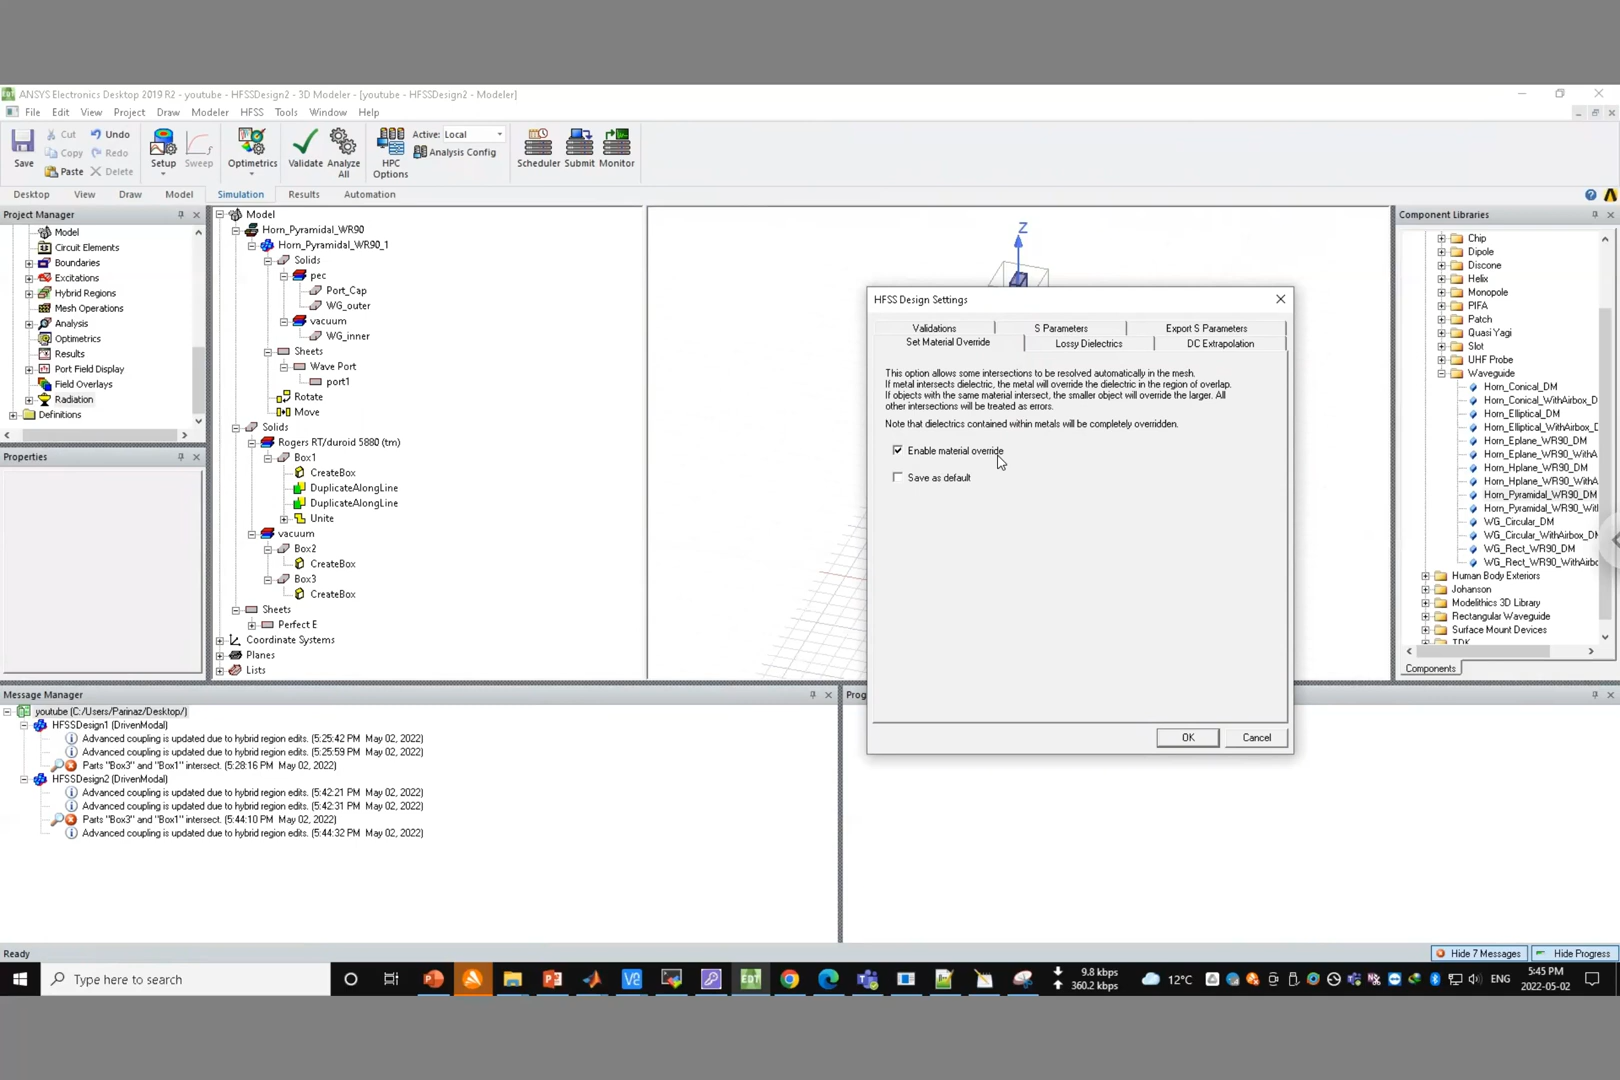 ANSYS Electronics Desktop 2019 R2 - youtube - HFSSDesign2 - 3D Modeler - [youtube - HFSSDesign2 - Modeler]
File Edit View Project Draw Modeler HFSS Tools Window Help
Save
Cut
Copy
Paste
Undo
Redo
Delete
Setup
Sweep
Optimetrics
Validate
Analyze All
HPC Options
Active: Local
Analysis Config
Scheduler
Submit
Monitor
Desktop View Draw Model Simulation Results Automation
Project Manager
Model
Circuit Elements
Boundaries
Excitations
Hybrid Regions
Mesh Operations
Analysis
Optimetrics
Results
Port Field Display
Field Overlays
Radiation
Definitions
Properties
Model
Horn_Pyramidal_WR90
Horn_Pyramidal_WR90_1
Solids
pec
Port_Cap
WG_outer
vacuum
WG_inner
Sheets
Wave Port
port1
Rotate
Move
Solids
Rogers RT/duroid 5880 (tm)
Box1
CreateBox
DuplicateAlongLine
DuplicateAlongLine
Unite
vacuum
Box2
CreateBox
Box3
CreateBox
Sheets
Perfect E
Coordinate Systems
Planes
Lists
Z
HFSS Design Settings
Validations
S Parameters
Export S Parameters
Set Material Override
Lossy Dielectrics
DC Extrapolation
This option allows some intersections to be resolved automatically in the mesh.
If metal intersects dielectric, the metal will override the dielectric in the region of overlap.
If objects with the same material intersect, the smaller object will override the larger. All
other intersections will be treated as errors.
Note that dielectrics contained within metals will be completely overridden.
Enable material override
Save as default
OK
Cancel
Component Libraries
Chip
Dipole
Discone
Helix
Monopole
PIFA
Patch
Quasi Yagi
Slot
UHF Probe
Waveguide
Horn_Conical_DM
Horn_Conical_WithAirbox_D
Horn_Elliptical_DM
Horn_Elliptical_WithAirbox_
Horn_Eplane_WR90_DM
Horn_Eplane_WR90_WithA
Horn_Hplane_WR90_DM
Horn_Hplane_WR90_WithA
Horn_Pyramidal_WR90_DM
Horn_Pyramidal_WR90_Wit
WG_Circular_DM
WG_Circular_WithAirbox_DM
WG_Rect_WR90_DM
WG_Rect_WR90_WithAirbo
Human Body Exteriors
Johanson
Modelithics 3D Library
Rectangular Waveguide
Surface Mount Devices
TDK
Components
Message Manager
youtube (C:/Users/Parinaz/Desktop/)
HFSSDesign1 (DrivenModal)
Advanced coupling is updated due to hybrid region edits. (5:25:42 PM May 02, 2022)
Advanced coupling is updated due to hybrid region edits. (5:25:59 PM May 02, 2022)
Parts "Box3" and "Box1" intersect. (5:28:16 PM May 02, 2022)
HFSSDesign2 (DrivenModal)
Advanced coupling is updated due to hybrid region edits. (5:42:21 PM May 02, 2022)
Advanced coupling is updated due to hybrid region edits. (5:42:31 PM May 02, 2022)
Parts "Box3" and "Box1" intersect. (5:44:10 PM May 02, 2022)
Advanced coupling is updated due to hybrid region edits. (5:44:32 PM May 02, 2022)
Prog
Ready
Hide 7 Messages
Hide Progress
Type here to search
EDT
9.8 kbps
360.2 kbps
12°C
ENG
5:45 PM
2022-05-02